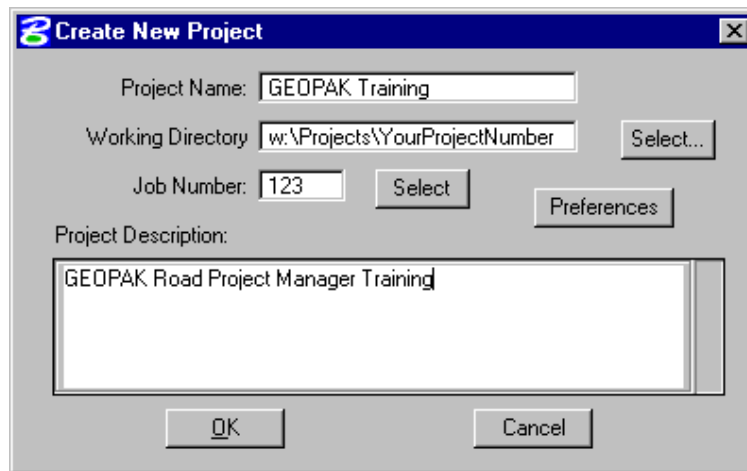 Create New Project
Project Name: GEOPAK Training
Working Directory w:\Projects\YourProjectNumber Select...
Job Number: 123 Select
Preferences
Project Description:
GEOPAK Road Project Manager Training
OK Cancel